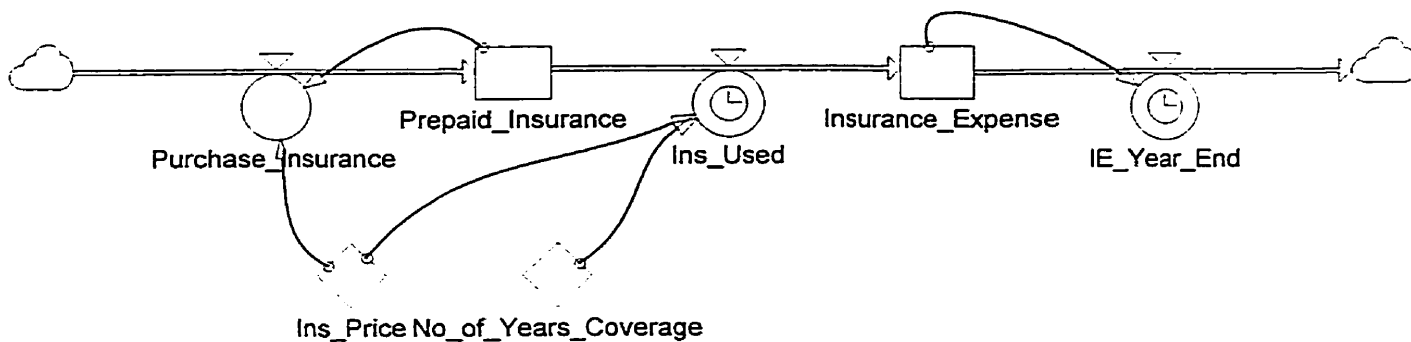 Prepaid_Insurance
Insurance_Expense
Purchase_Insurance
Ins_Used
IE_Year_End
Ins_Price
No_of_Years_Coverage